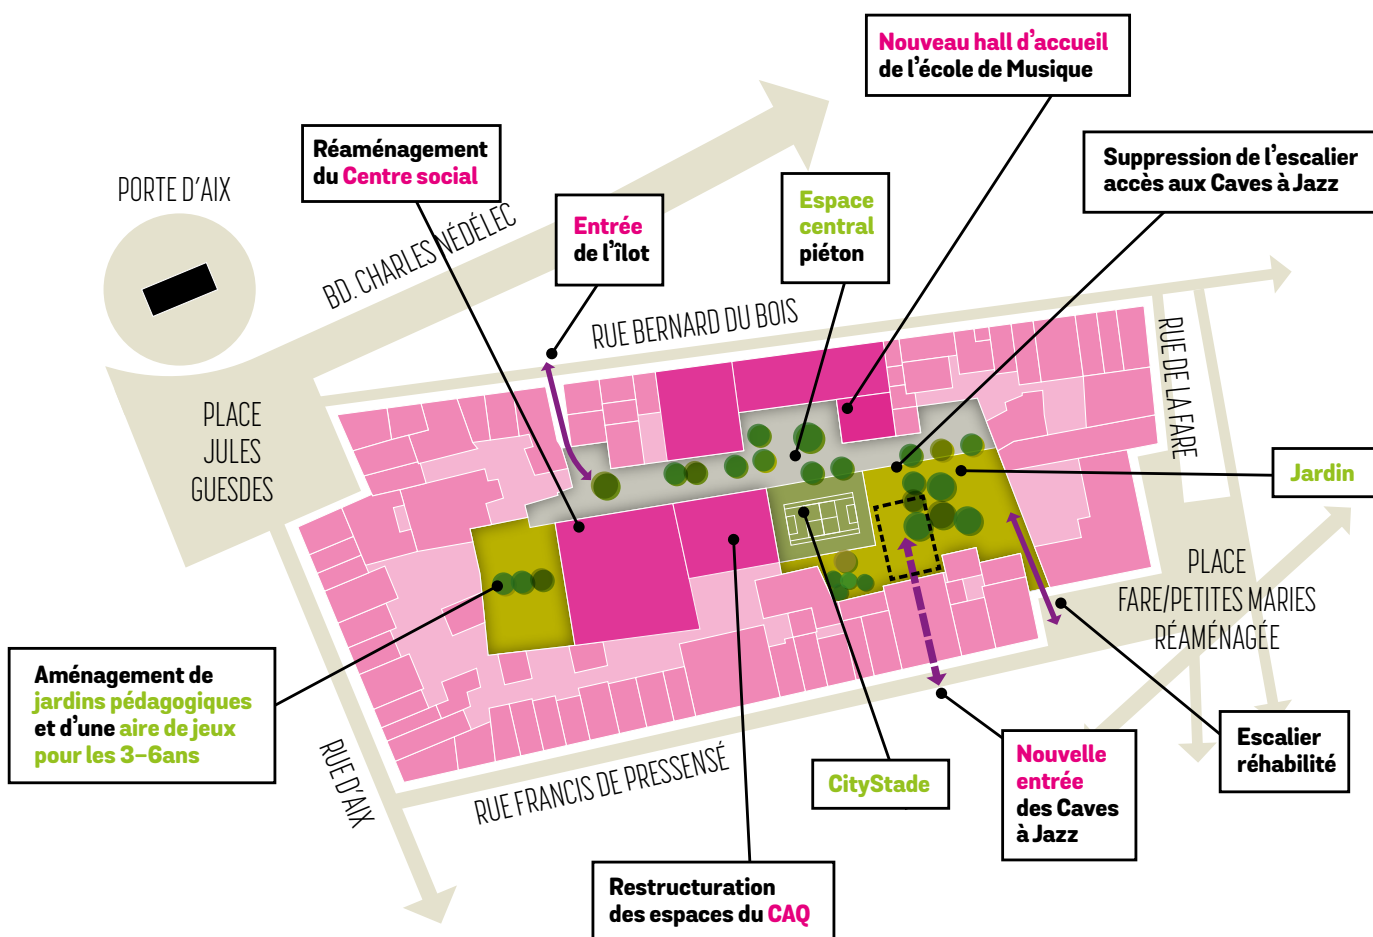 Nouveau hall d'accueil
de l'école de Musique
Réaménagement
du Centre social
Suppression de l'escalier
accès aux Caves à Jazz
PORTE D'AIX
Entrée
de l'îlot
Espace
central
piéton
BD. CHARLES NÉDÉLEC
RUE BERNARD DU BOIS
RUE DE LA FARE
PLACE
JULES
GUESDES
Jardin
PLACE
FARE/PETITES MARIES
RÉAMÉNAGÉE
Aménagement de
jardins pédagogiques
et d'une aire de jeux
pour les 3–6ans
RUE D'AIX
RUE FRANCIS DE PRESSENSÉ
CityStade
Nouvelle
entrée
des Caves
à Jazz
Escalier
réhabilité
Restructuration
des espaces du CAQ